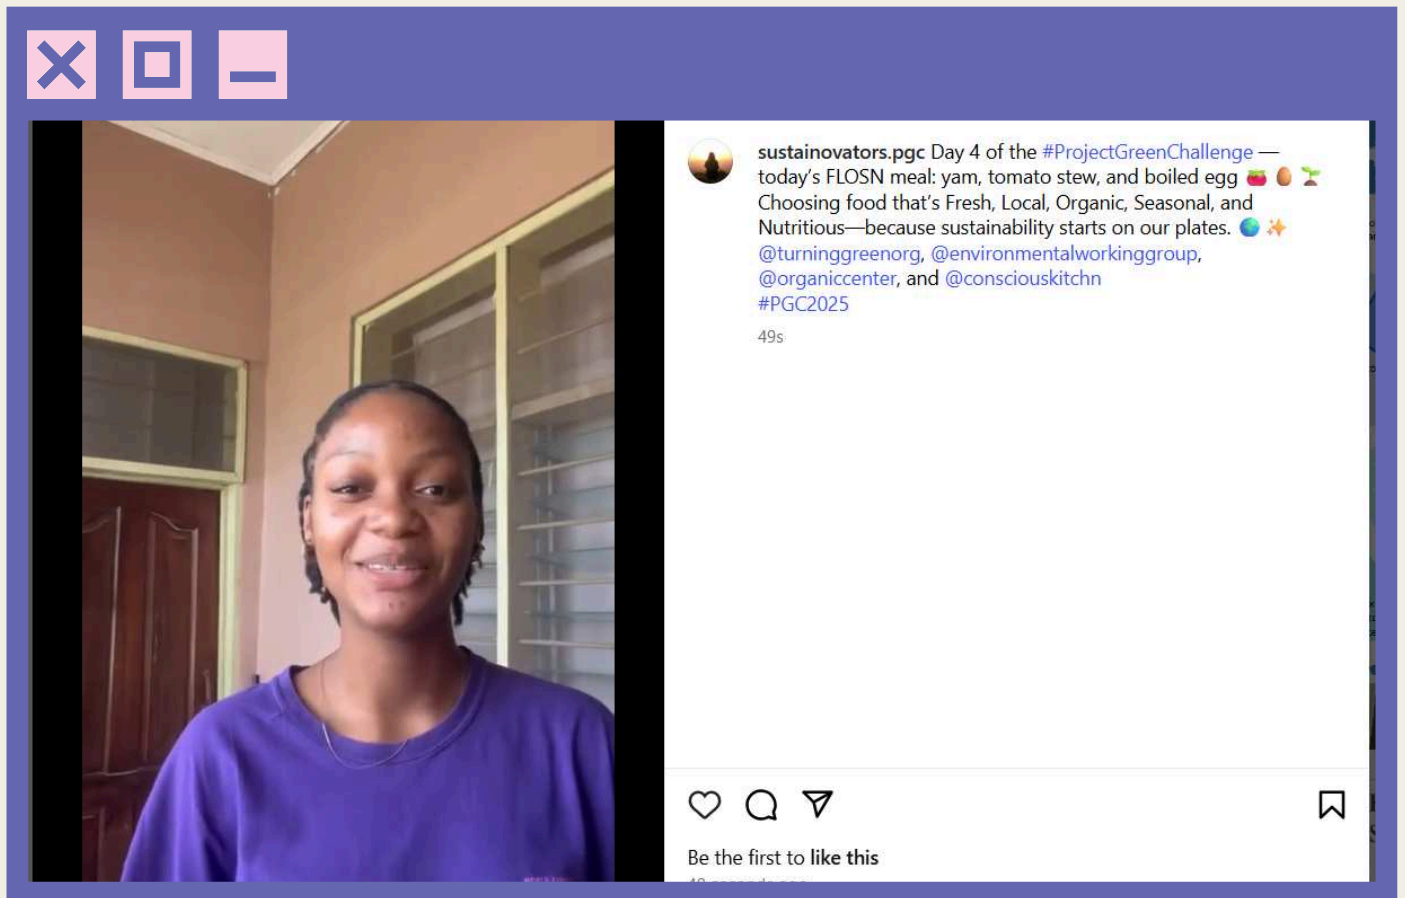 sustainovators.pgc Day 4 of the #ProjectGreenChallenge —
today's FLOSN meal: yam, tomato stew, and boiled egg 🍅 🥚 🌱
Choosing food that's Fresh, Local, Organic, Seasonal, and
Nutritious—because sustainability starts on our plates. 🌍 ✨
@turninggreenorg, @environmentalworkinggroup,
@organiccenter, and @consciouskitchn
#PGC2025
49s
Be the first to like this